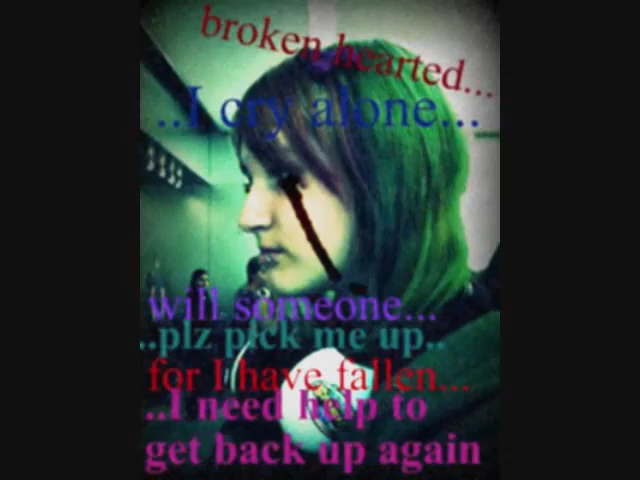 broken hearted...
..I cry alone...
will someone...
..plz pick me up..
for I have fallen...
..I need help to
get back up again